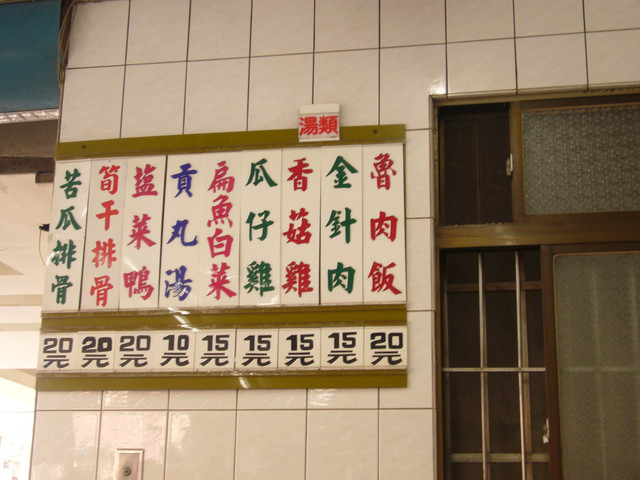 湯類
魯肉飯
金針肉
香菇雞
瓜仔雞
扁魚白菜
貢丸湯
盐菜鴨
筍干排骨
苦瓜排骨
20元
15元
15元
15元
15元
10元
20元
20元
20元